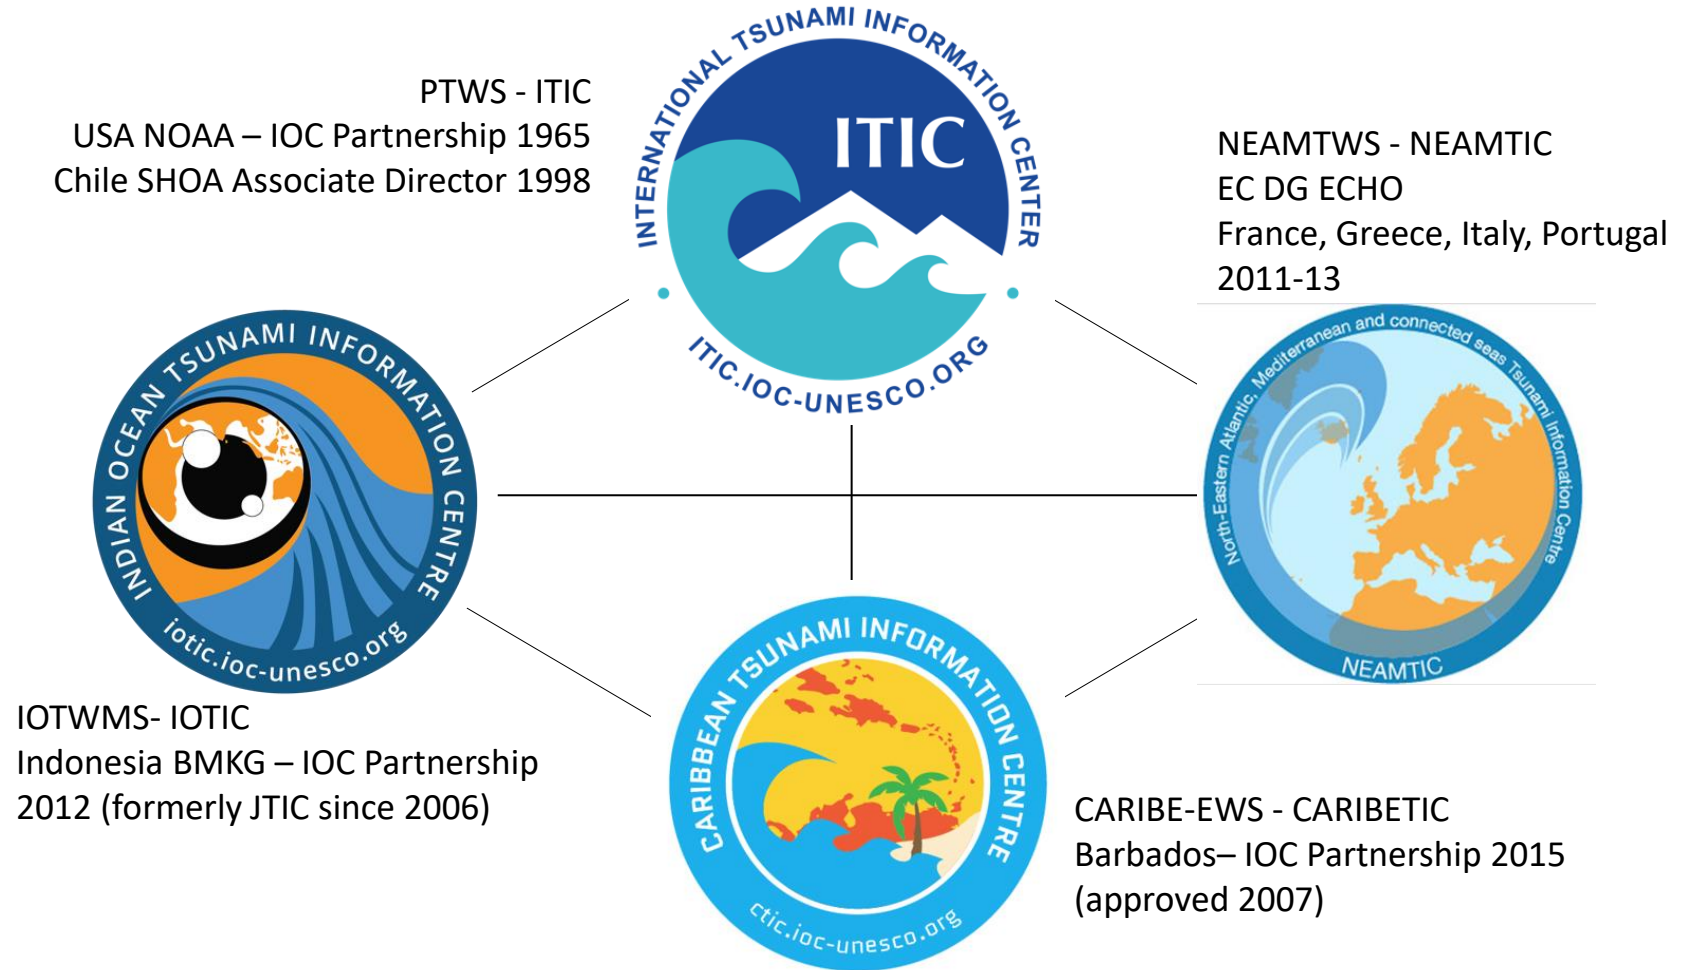 PTWS - ITIC
USA NOAA – IOC Partnership 1965
Chile SHOA Associate Director 1998
INTERNATIONAL TSUNAMI INFORMATION CENTER
ITIC
ITIC.IOC-UNESCO.ORG
NEAMTWS - NEAMTIC
EC DG ECHO
France, Greece, Italy, Portugal
2011-13
INDIAN OCEAN TSUNAMI INFORMATION CENTRE
iotic.ioc-unesco.org
North-Eastern Atlantic, Mediterranean and connected seas Tsunami Information Centre
NEAMTIC
IOTWMS- IOTIC
Indonesia BMKG – IOC Partnership
2012 (formerly JTIC since 2006)
CARIBBEAN TSUNAMI INFORMATION CENTRE
ctic.ioc-unesco.org
CARIBE-EWS - CARIBETIC
Barbados– IOC Partnership 2015
(approved 2007)